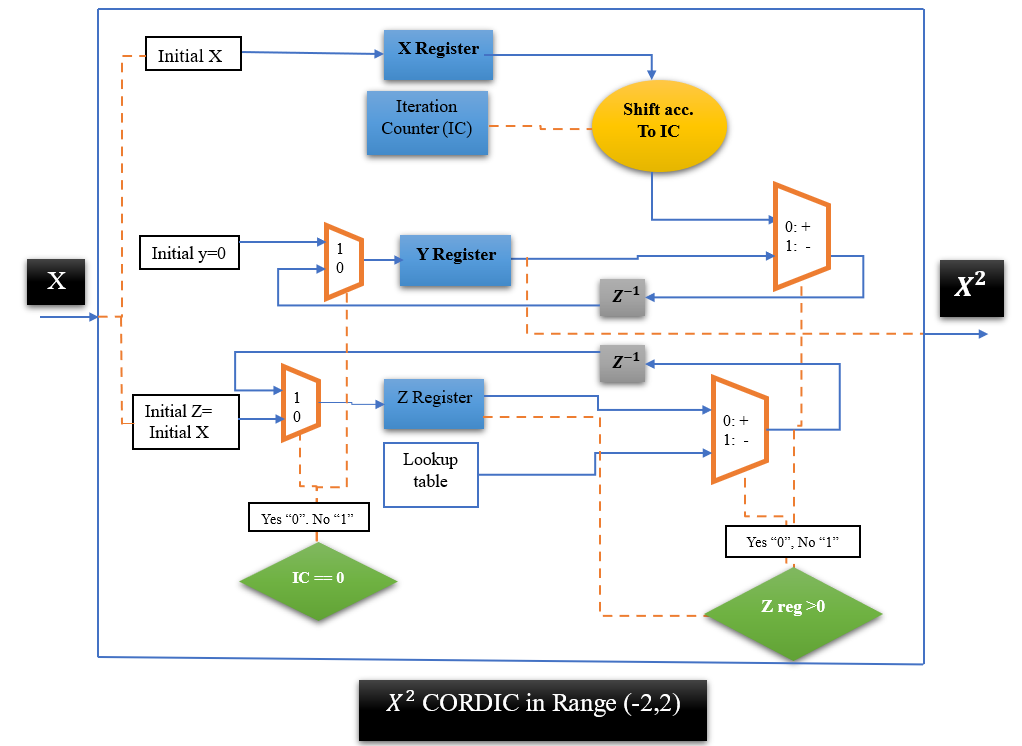 Initial X
X Register
Iteration
Counter (IC)
Shift acc.
To IC
0: +
1: -
Initial y=0
1
0
Y Register
X
Z⁻¹
X²
Z⁻¹
Initial Z=
Initial X
1
0
Z Register
0: +
1: -
Lookup
table
Yes “0”. No “1”
Yes “0”, No “1”
IC == 0
Z reg >0
X² CORDIC in Range (-2,2)